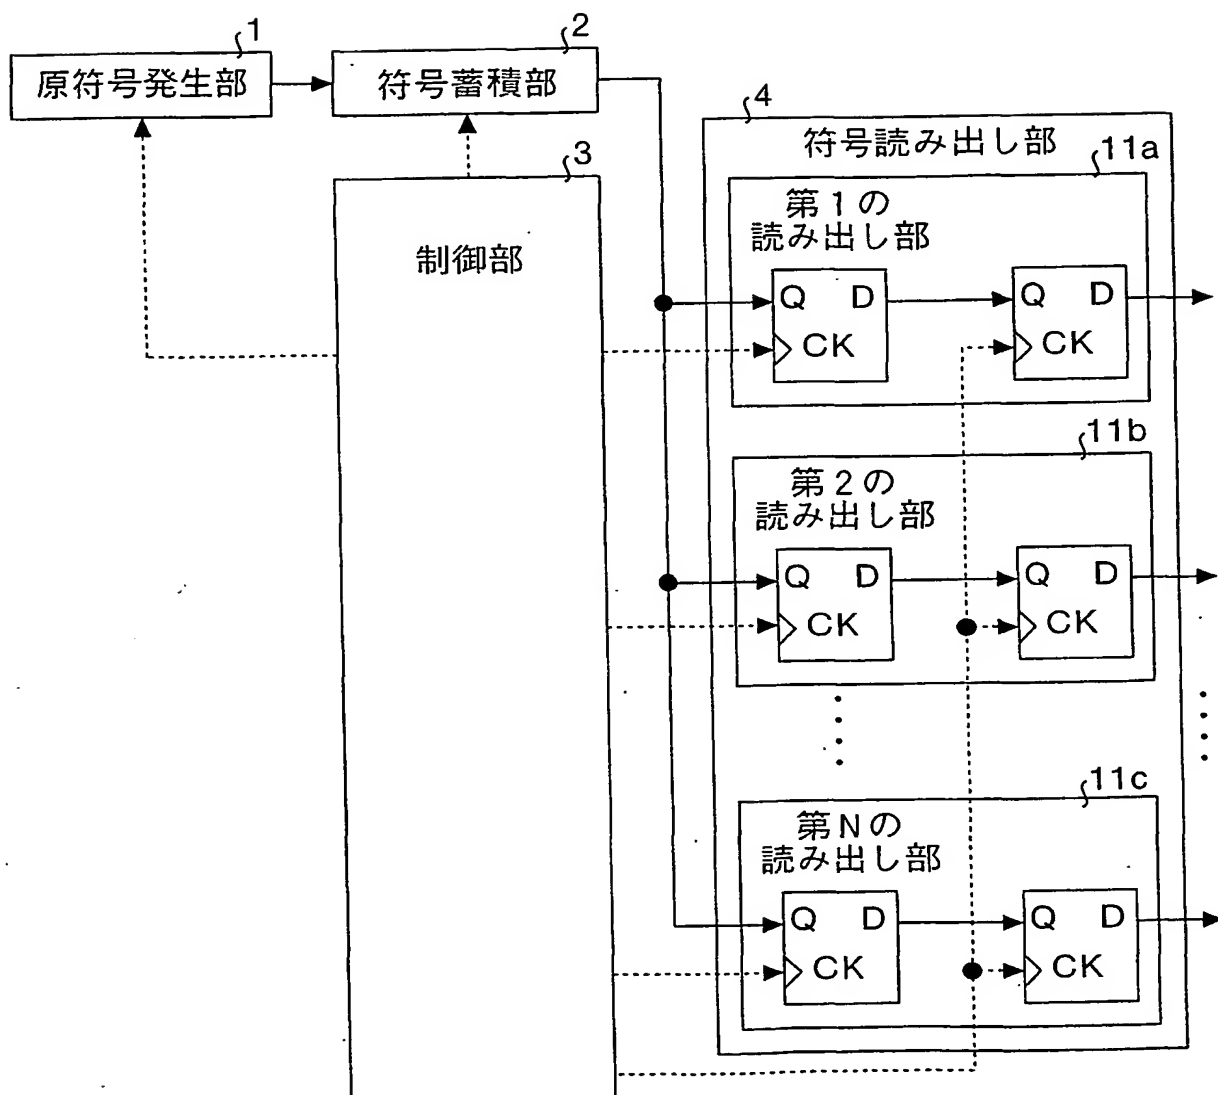 1
原符号発生部
2
符号蓄積部
3
制御部
4
符号読み出し部
11a
第1の
読み出し部
Q D
CK
Q D
CK
11b
第2の
読み出し部
Q D
CK
Q D
CK
11c
第Nの
読み出し部
Q D
CK
Q D
CK